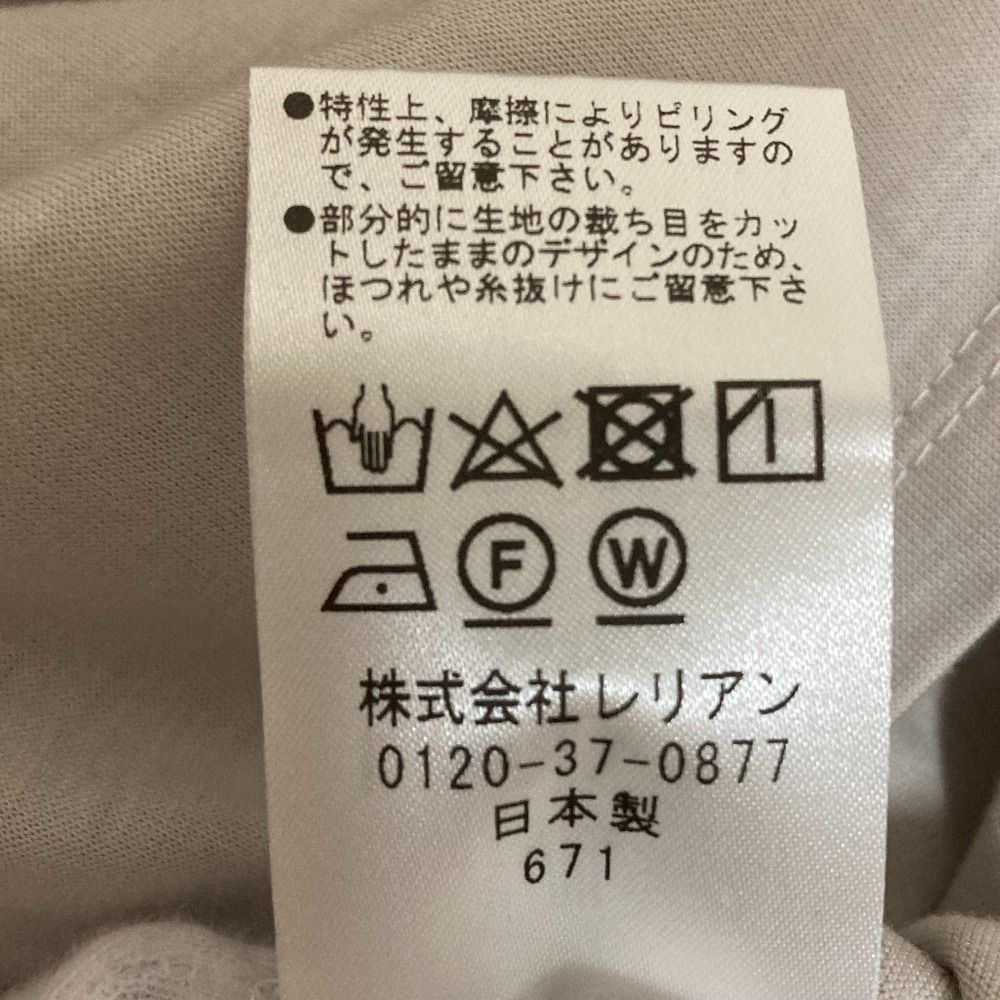 ●特性上、摩擦によりピリング
が発生することがありますの
で、ご留意下さい。
●部分的に生地の裁ち目をカッ
トしたままのデザインのため、
ほつれや糸抜けにご留意下さ
い。
F W
株式会社レリアン
0120-37-0877
日本製
671